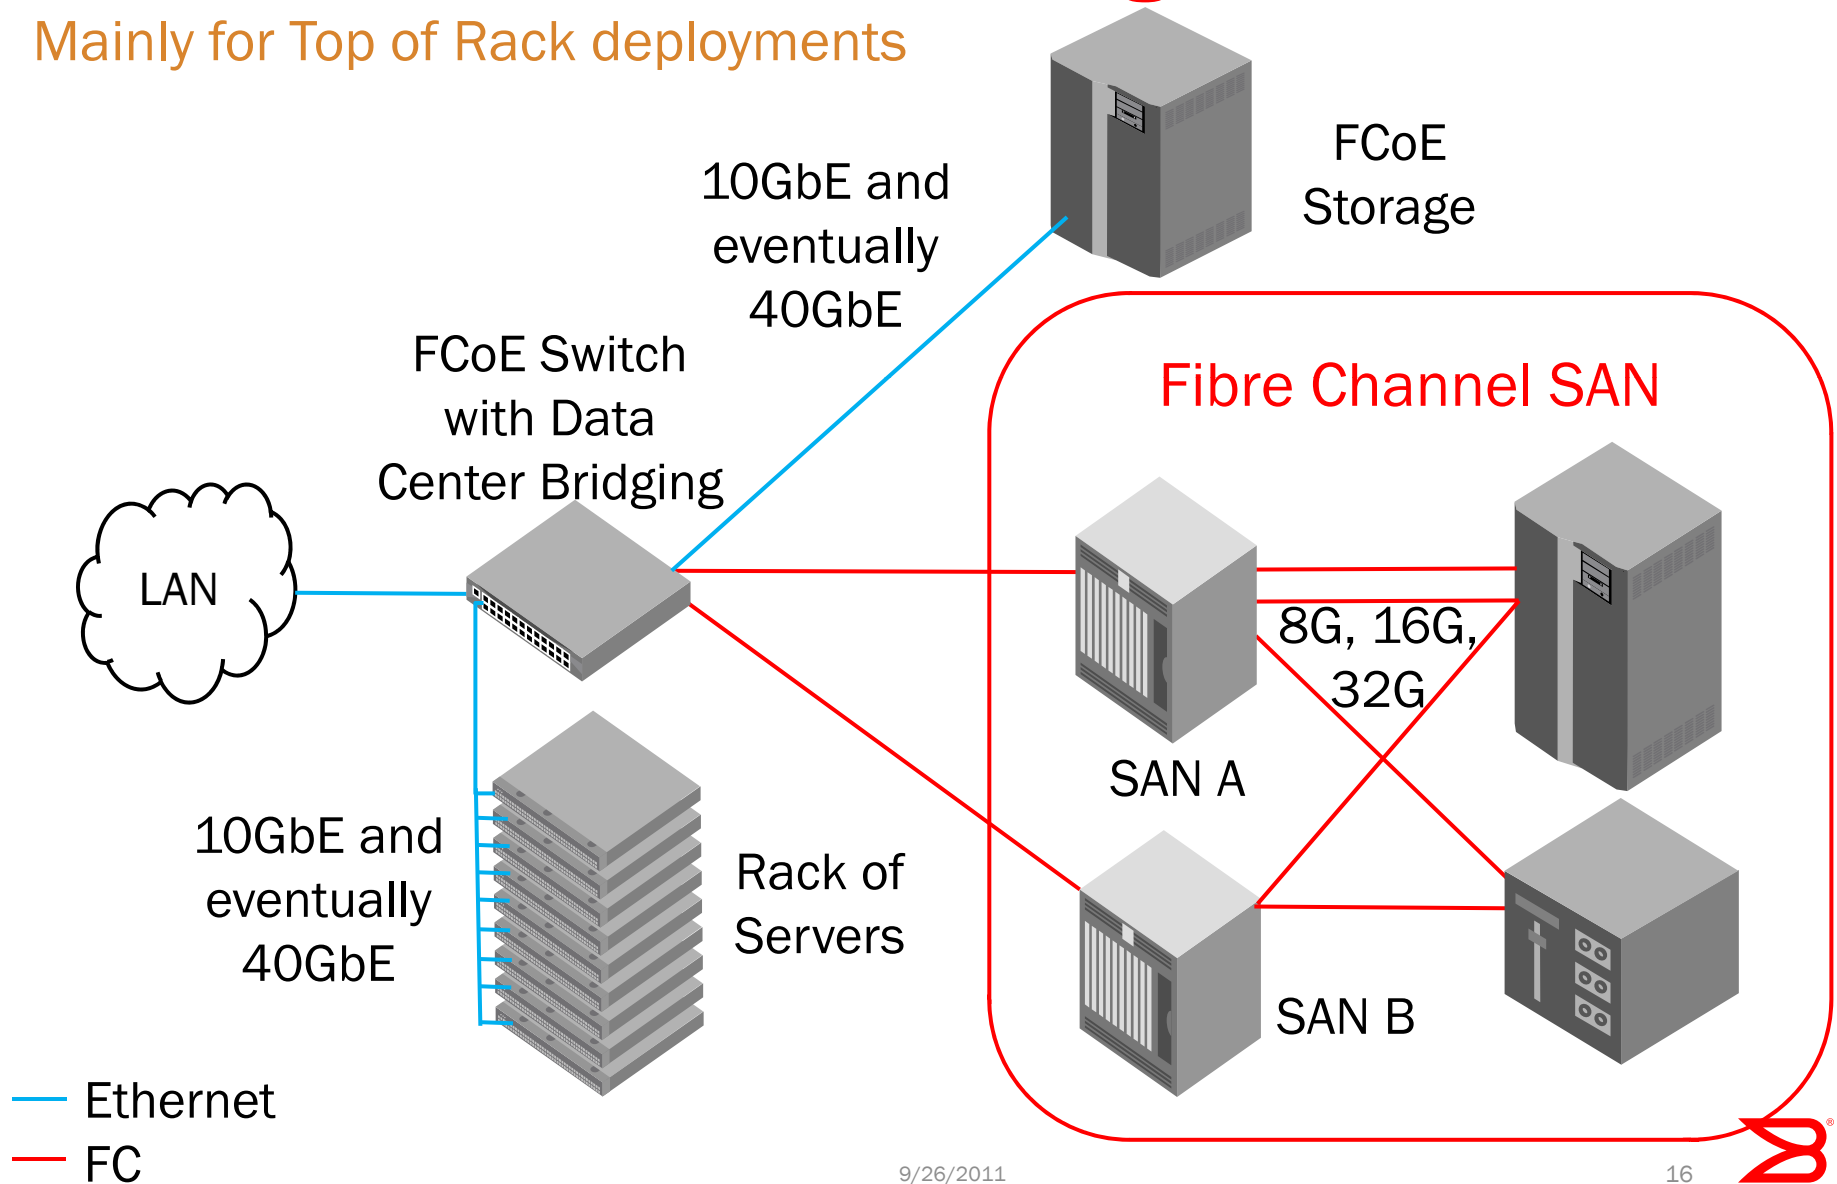 Mainly for Top of Rack deployments
FCoE
Storage
10GbE and
eventually
40GbE
FCoE Switch
with Data
Center Bridging
Fibre Channel SAN
LAN
8G, 16G,
32G
SAN A
10GbE and
eventually
40GbE
Rack of
Servers
SAN B
Ethernet
FC
9/26/2011
16
®